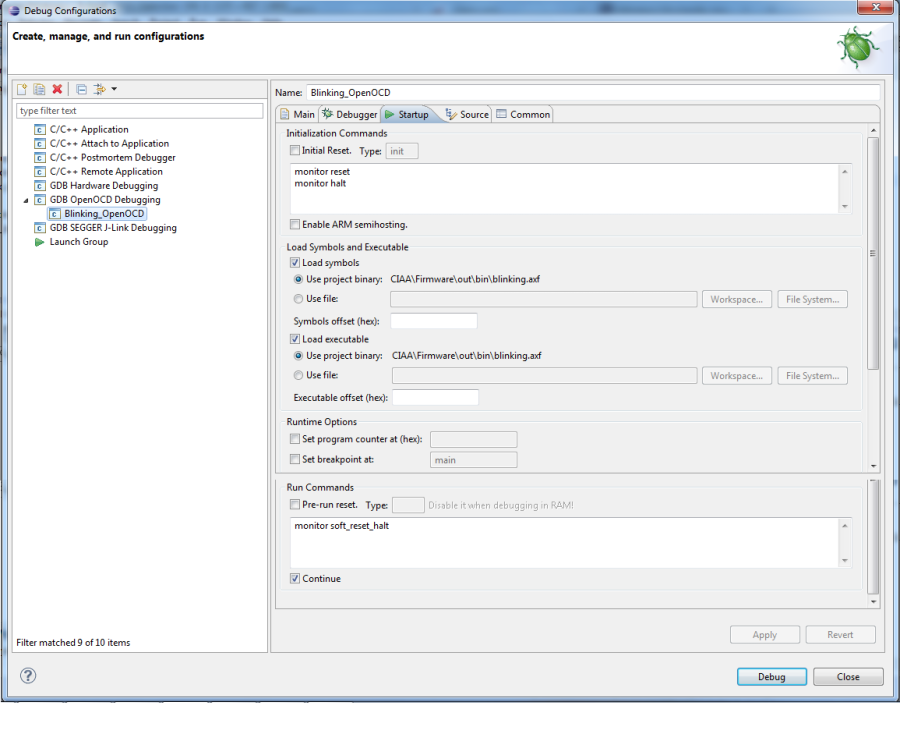 Debug Configurations
Create, manage, and run configurations
type filter text
C/C++ Application
C/C++ Attach to Application
C/C++ Postmortem Debugger
C/C++ Remote Application
GDB Hardware Debugging
GDB OpenOCD Debugging
Blinking_OpenOCD
GDB SEGGER J-Link Debugging
Launch Group
Filter matched 9 of 10 items
Name: Blinking_OpenOCD
Main Debugger Startup Source Common
Initialization Commands
Initial Reset. Type: init
monitor reset
monitor halt
Enable ARM semihosting.
Load Symbols and Executable
Load symbols
Use project binary: CIAA\Firmware\out\bin\blinking.axf
Use file: Workspace... File System...
Symbols offset (hex):
Load executable
Use project binary: CIAA\Firmware\out\bin\blinking.axf
Use file: Workspace... File System...
Executable offset (hex):
Runtime Options
Set program counter at (hex):
Set breakpoint at: main
Run Commands
Pre-run reset. Type: Disable it when debugging in RAM!
monitor soft_reset_halt
Continue
Apply Revert
Debug Close